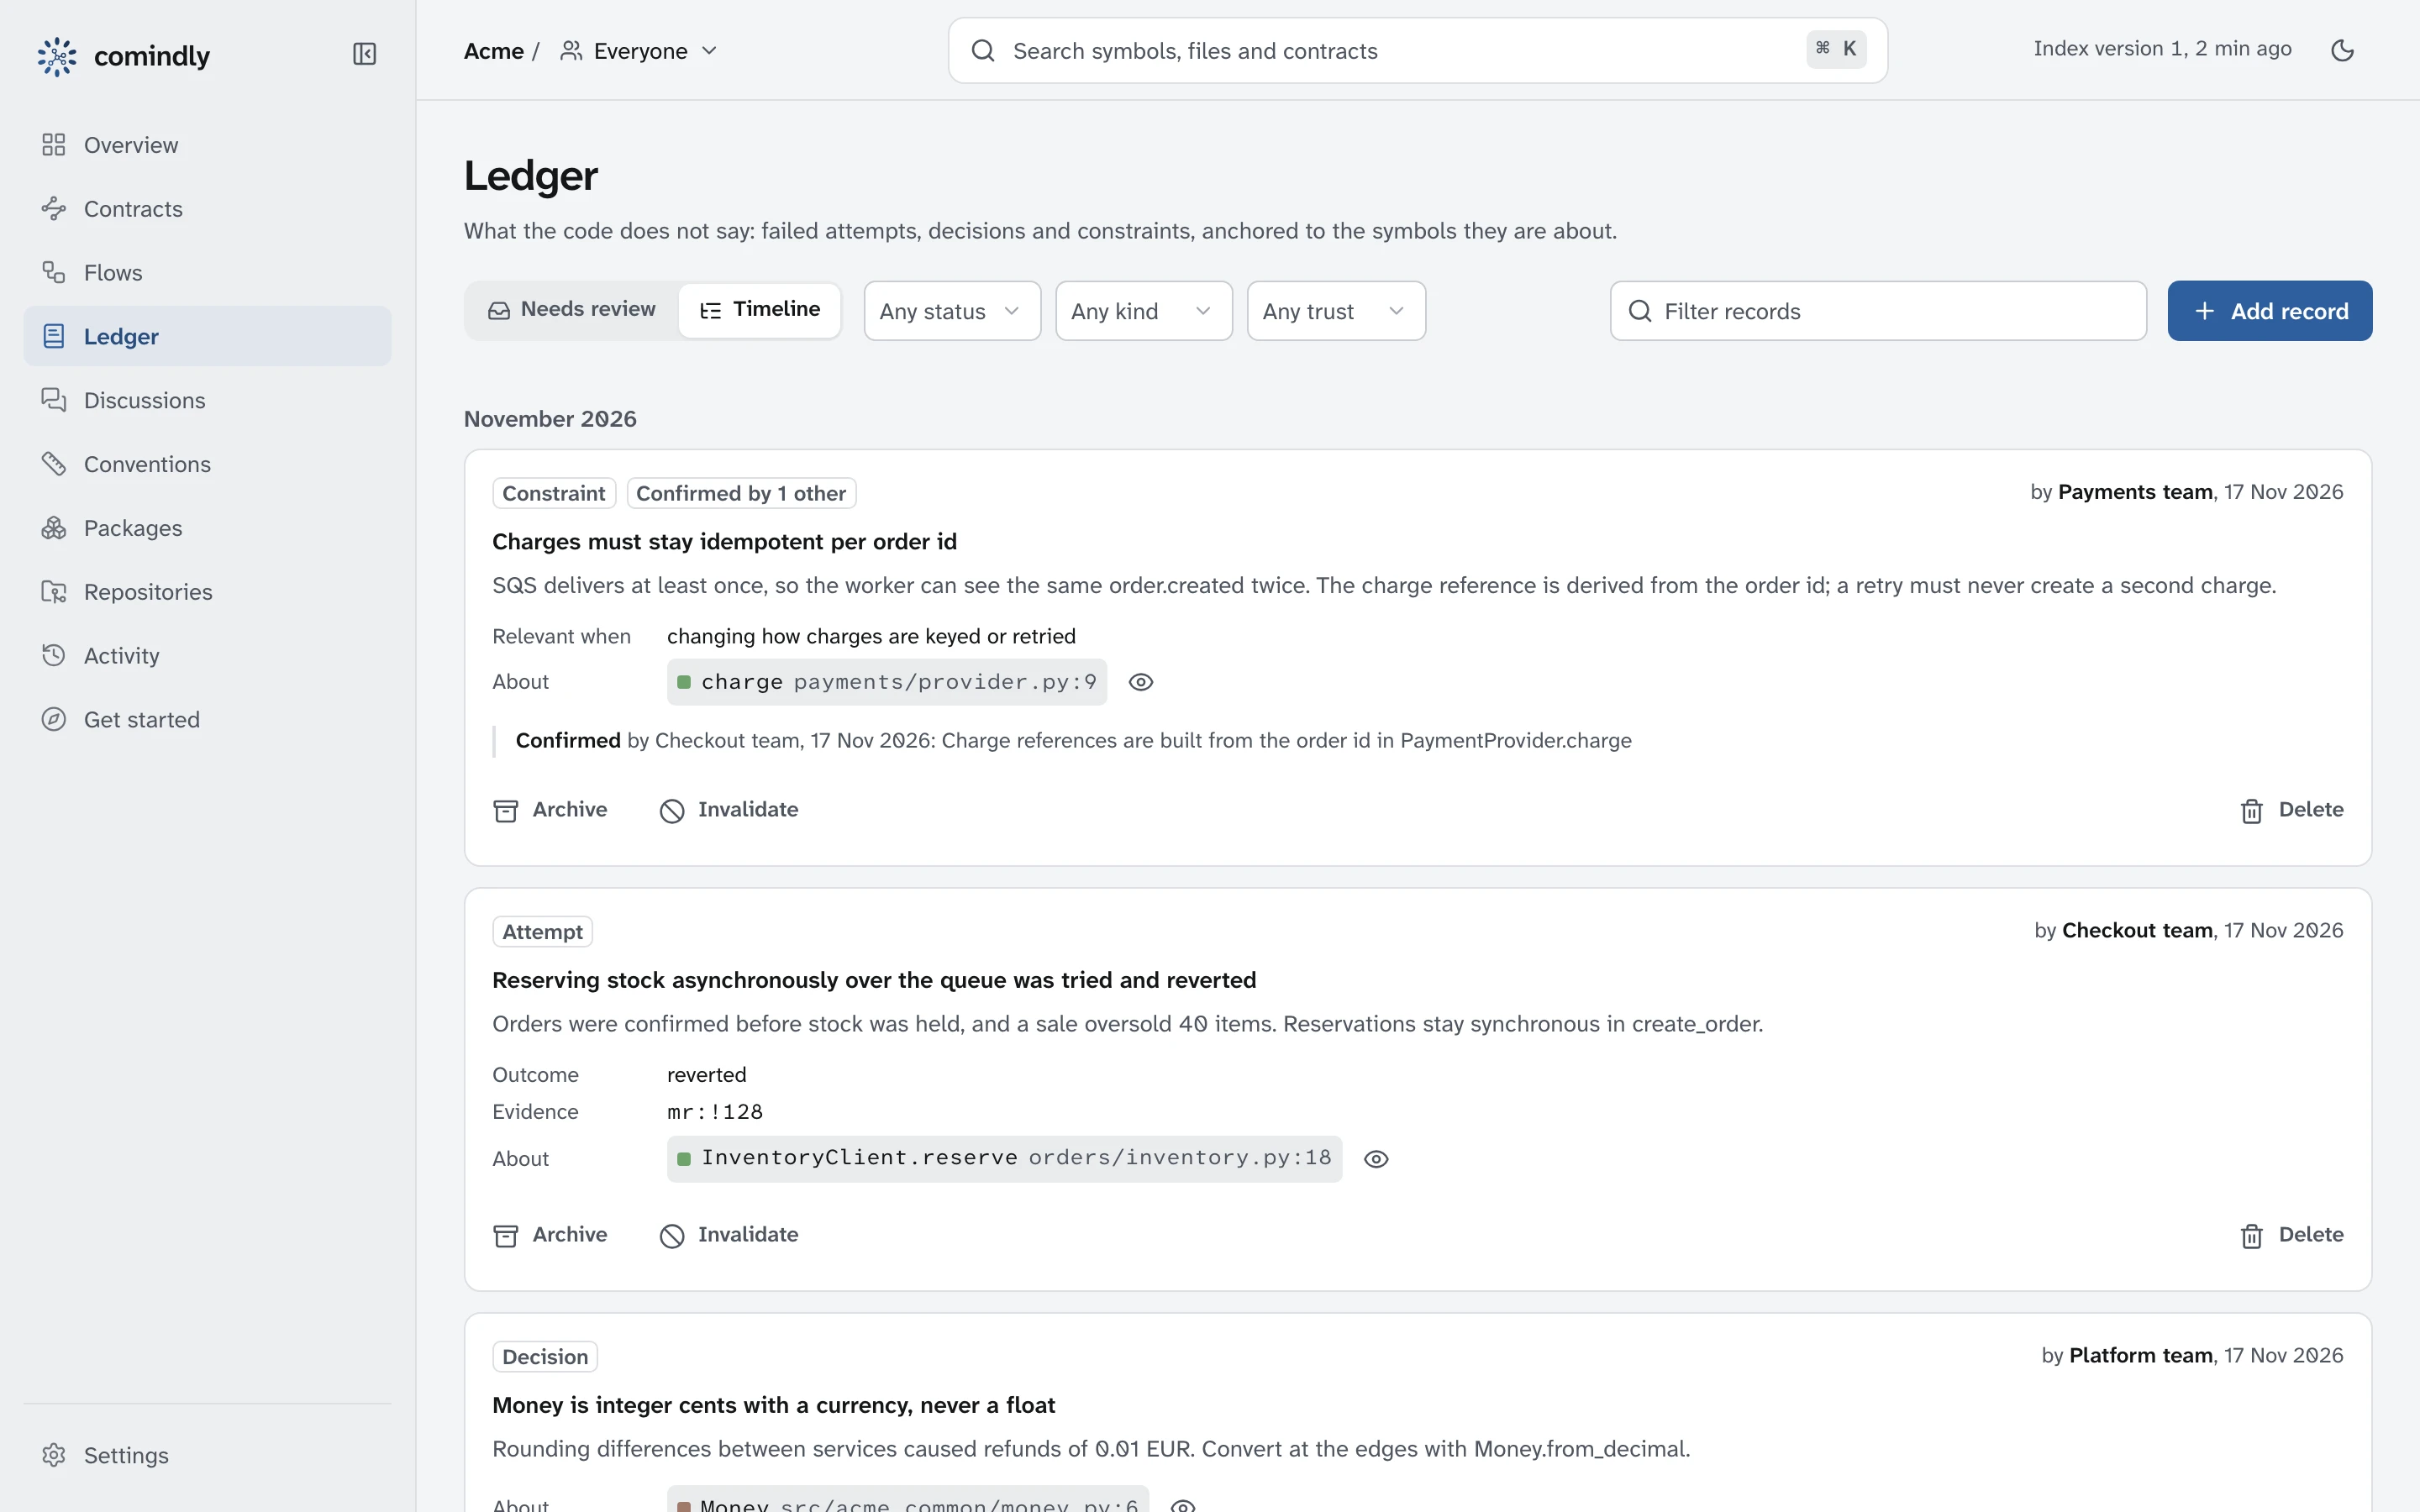 comindly
Overview
Contracts
Flows
Ledger
Discussions
Conventions
Packages
Repositories
Activity
Get started
Settings
Acme / Everyone
Search symbols, files and contracts
⌘ K
Index version 1, 2 min ago
Ledger
What the code does not say: failed attempts, decisions and constraints, anchored to the symbols they are about.
Needs review Timeline Any status Any kind Any trust
Filter records
Add record
November 2026
Constraint Confirmed by 1 other by Payments team, 17 Nov 2026
Charges must stay idempotent per order id
SQS delivers at least once, so the worker can see the same order.created twice. The charge reference is derived from the order id; a retry must never create a second charge.
Relevant when changing how charges are keyed or retried
About charge payments/provider.py:9
Confirmed by Checkout team, 17 Nov 2026: Charge references are built from the order id in PaymentProvider.charge
Archive Invalidate Delete
Attempt by Checkout team, 17 Nov 2026
Reserving stock asynchronously over the queue was tried and reverted
Orders were confirmed before stock was held, and a sale oversold 40 items. Reservations stay synchronous in create_order.
Outcome reverted
Evidence mr:!128
About InventoryClient.reserve orders/inventory.py:18
Archive Invalidate Delete
Decision by Platform team, 17 Nov 2026
Money is integer cents with a currency, never a float
Rounding differences between services caused refunds of 0.01 EUR. Convert at the edges with Money.from_decimal.
About Money src/acme_common/money.py:6